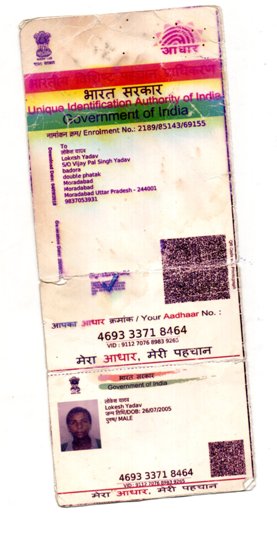 आधार
भारतीय विशिष्ट पहचान प्राधिकरण
भारत सरकार
Unique Identification Authority of India
Government of India
नामांकन क्रम/ Enrolment No.: 2189/85143/69155
To
लोकेश यादव
Lokesh Yadav
S/O Vijay Pal Singh Yadav
badora
double phatak
Moradabad
Moradabad
Moradabad Uttar Pradesh - 244001
9837053931
आपका आधार क्रमांक / Your Aadhaar No. :
4693 3371 8464
VID : 9112 7076 8983 9265
मेरा आधार, मेरी पहचान
भारत सरकार
Government of India
लोकेश यादव
Lokesh Yadav
जन्म तिथि/DOB: 26/07/2005
पुरुष/ MALE
4693 3371 8464
VID : 9112 7076 8983 9265
मेरा आधार, मेरी पहचान